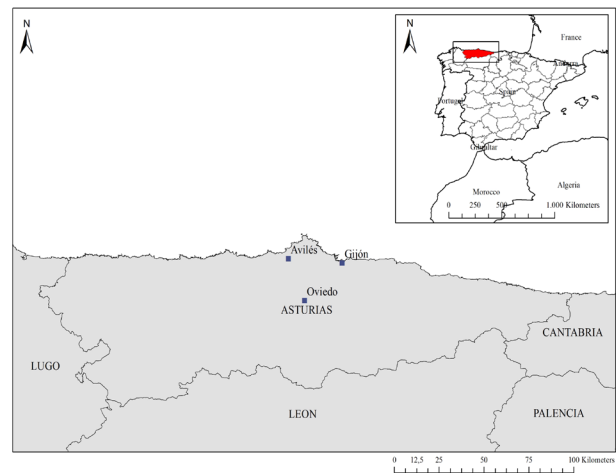 N
N
France
Andorra
Spain
Portugal
Gibraltar
Morocco
Algeria
0 250 500 1.000 Kilometers
Avilés
Gijón
Oviedo
ASTURIAS
CANTABRIA
LUGO
LEON
PALENCIA
0 12,5 25 50 75 100 Kilometers